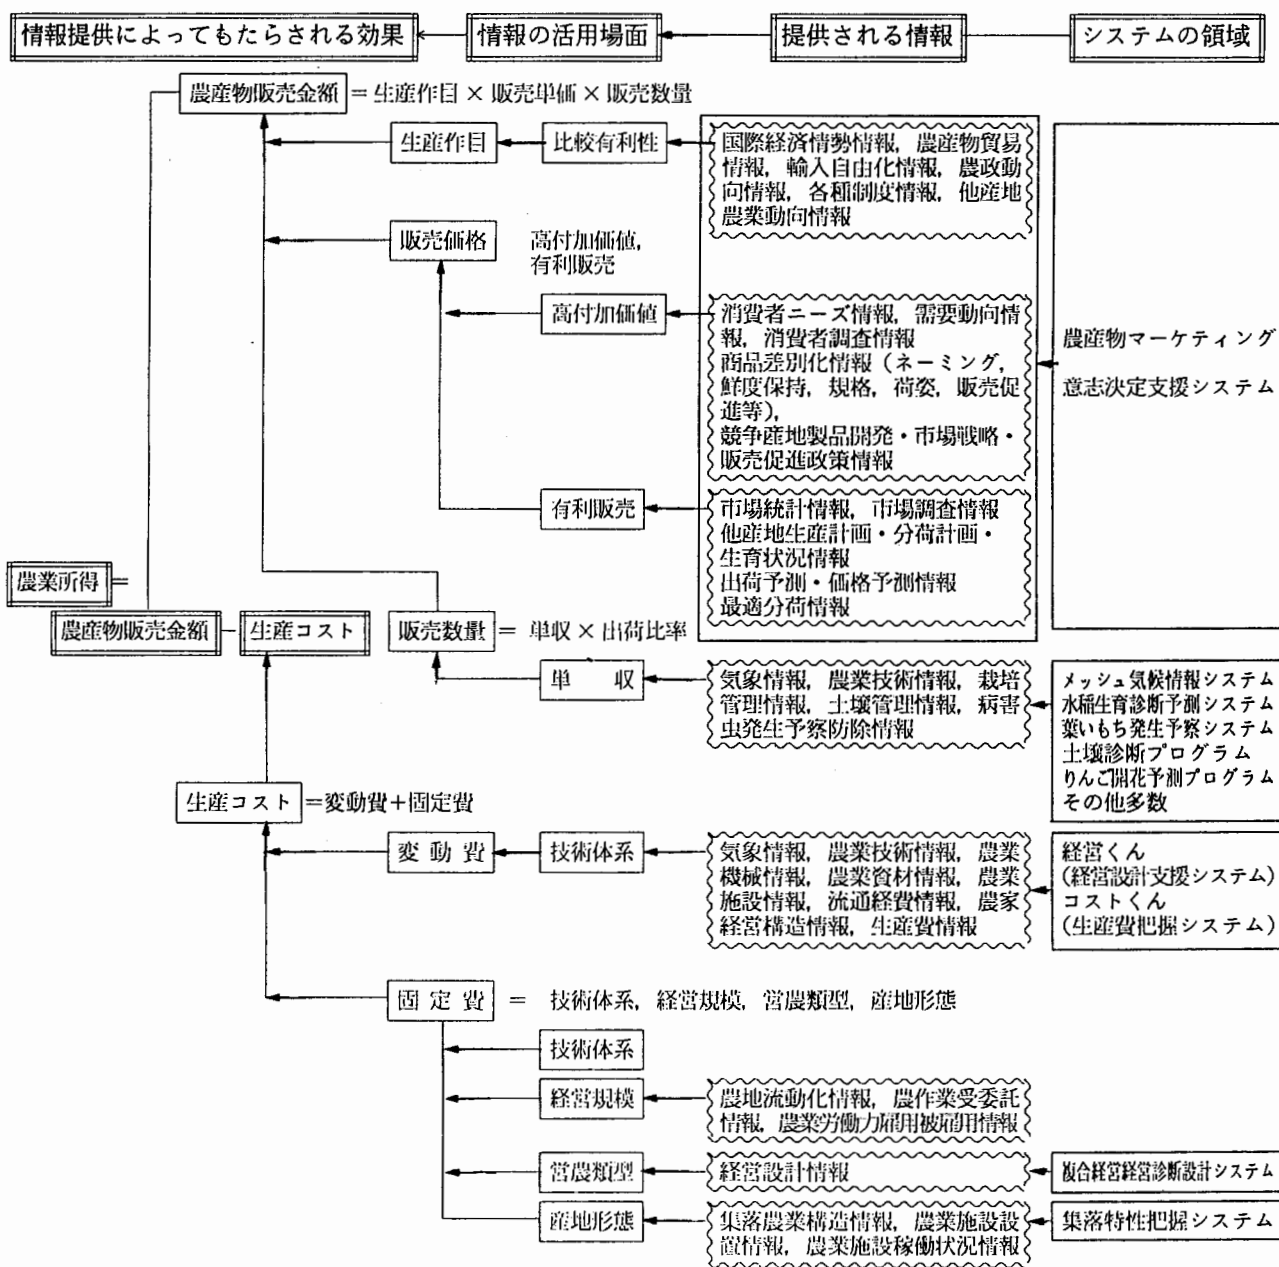 情報提供によってもたらされる効果
情報の活用場面
提供される情報
システムの領域
農産物販売金額
= 生産作目 × 販売単価 × 販売数量
生産作目
比較有利性
国際経済情勢情報, 農産物貿易
情報, 輸入自由化情報, 農政動
向情報, 各種制度情報, 他産地
農業動向情報
販売価格
高付加価値,
有利販売
高付加価値
消費者ニーズ情報, 需要動向情
報, 消費者調査情報
商品差別化情報(ネーミング,
鮮度保持, 規格, 荷姿, 販売促
進等),
競争産地製品開発・市場戦略・
販売促進政策情報
農産物マーケティング
意志決定支援システム
有利販売
市場統計情報, 市場調査情報
他産地生産計画・分荷計画・
生育状況情報
出荷予測・価格予測情報
最適分荷情報
農業所得
=
農産物販売金額
-
生産コスト
販売数量
= 単収 × 出荷比率
単 収
気象情報, 農業技術情報, 栽培
管理情報, 土壌管理情報, 病害
虫発生予察防除情報
メッシュ気候情報システム
水稲生育診断予測システム
葉いもち発生予察システム
土壌診断プログラム
りんご開花予測プログラム
その他多数
生産コスト
=変動費+固定費
変 動 費
技術体系
気象情報, 農業技術情報, 農業
機械情報, 農業資材情報, 農業
施設情報, 流通経費情報, 農家
経営構造情報, 生産費情報
経営くん
(経営設計支援システム)
コストくん
(生産費把握システム)
固 定 費
= 技術体系, 経営規模, 営農類型, 産地形態
技術体系
経営規模
農地流動化情報, 農作業受委託
情報, 農業労働力雇用被雇用情報
営農類型
経営設計情報
複合経営経営診断設計システム
産地形態
集落農業構造情報, 農業施設設
置情報, 農業施設稼働状況情報
集落特性把握システム